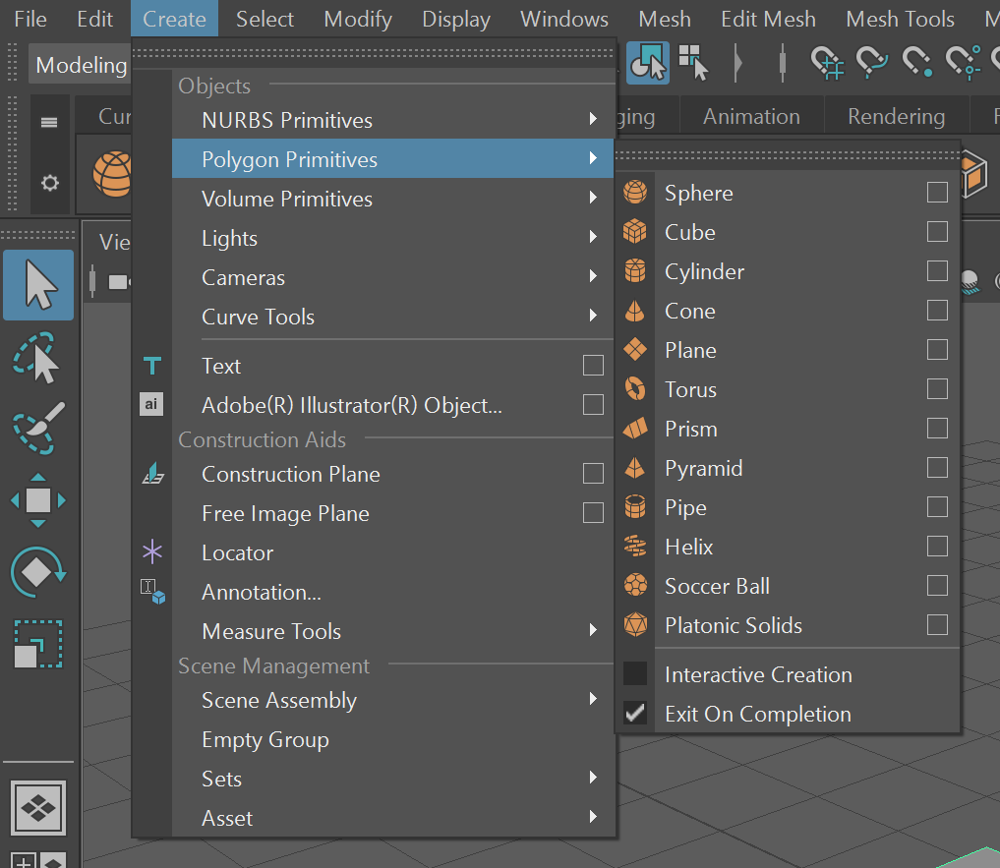 File Edit Create Select Modify Display Windows Mesh Edit Mesh Mesh Tools M
Modeling
Objects
NURBS Primitives
Polygon Primitives
Volume Primitives
Lights
Cameras
Curve Tools
Text
ai
Adobe(R) Illustrator(R) Object...
Construction Aids
Construction Plane
Free Image Plane
Locator
Annotation...
Measure Tools
Scene Management
Scene Assembly
Empty Group
Sets
Asset
Cur
ging Animation Rendering
Vie
Sphere
Cube
Cylinder
Cone
Plane
Torus
Prism
Pyramid
Pipe
Helix
Soccer Ball
Platonic Solids
Interactive Creation
Exit On Completion